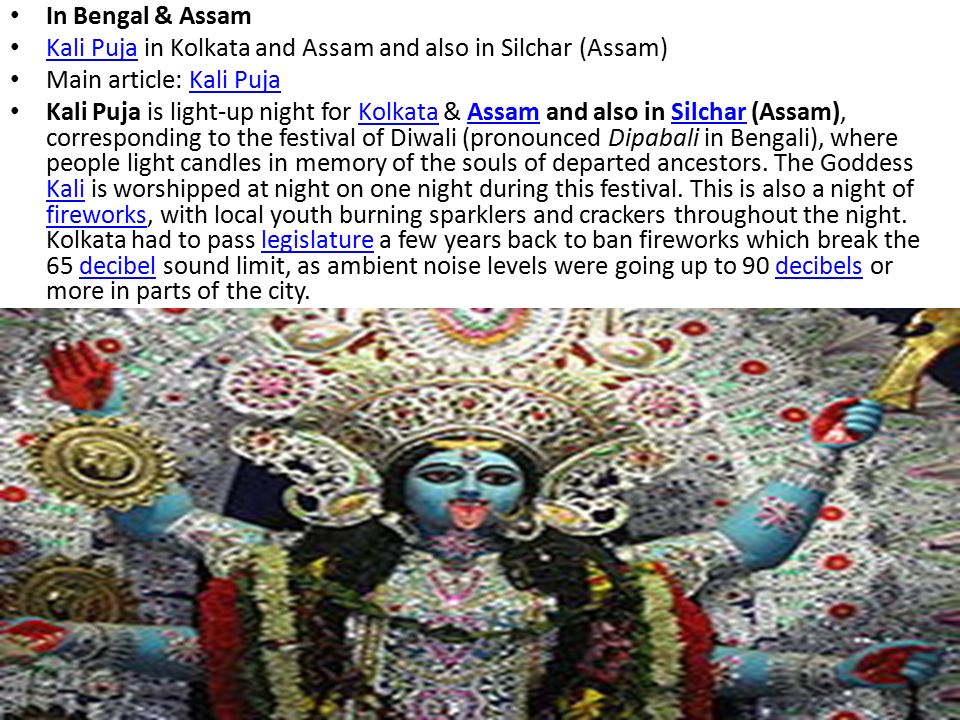 • In Bengal & Assam
• Kali Puja in Kolkata and Assam and also in Silchar (Assam)
• Main article: Kali Puja
• Kali Puja is light-up night for Kolkata & Assam and also in Silchar (Assam),
corresponding to the festival of Diwali (pronounced Dipabali in Bengali), where
people light candles in memory of the souls of departed ancestors. The Goddess
Kali is worshipped at night on one night during this festival. This is also a night of
fireworks, with local youth burning sparklers and crackers throughout the night.
Kolkata had to pass legislature a few years back to ban fireworks which break the
65 decibel sound limit, as ambient noise levels were going up to 90 decibels or
more in parts of the city.